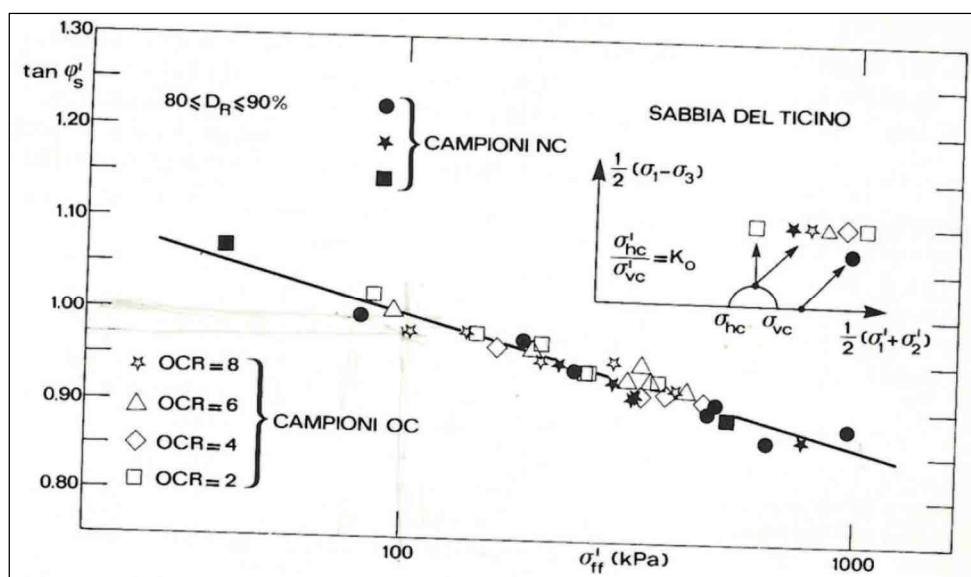 1.30
tan φ's
1.20
1.10
1.00
0.90
0.80
80 ≤ D_R ≤ 90%
CAMPIONI NC
SABBIA DEL TICINO
½ (σ₁ − σ₃)
σ'hc / σ'vc = K₀
σhc σvc ½ (σ'₁ + σ'₂)
OCR = 8
OCR = 6
OCR = 4
OCR = 2
CAMPIONI OC
100 σ'ff (kPa) 1000